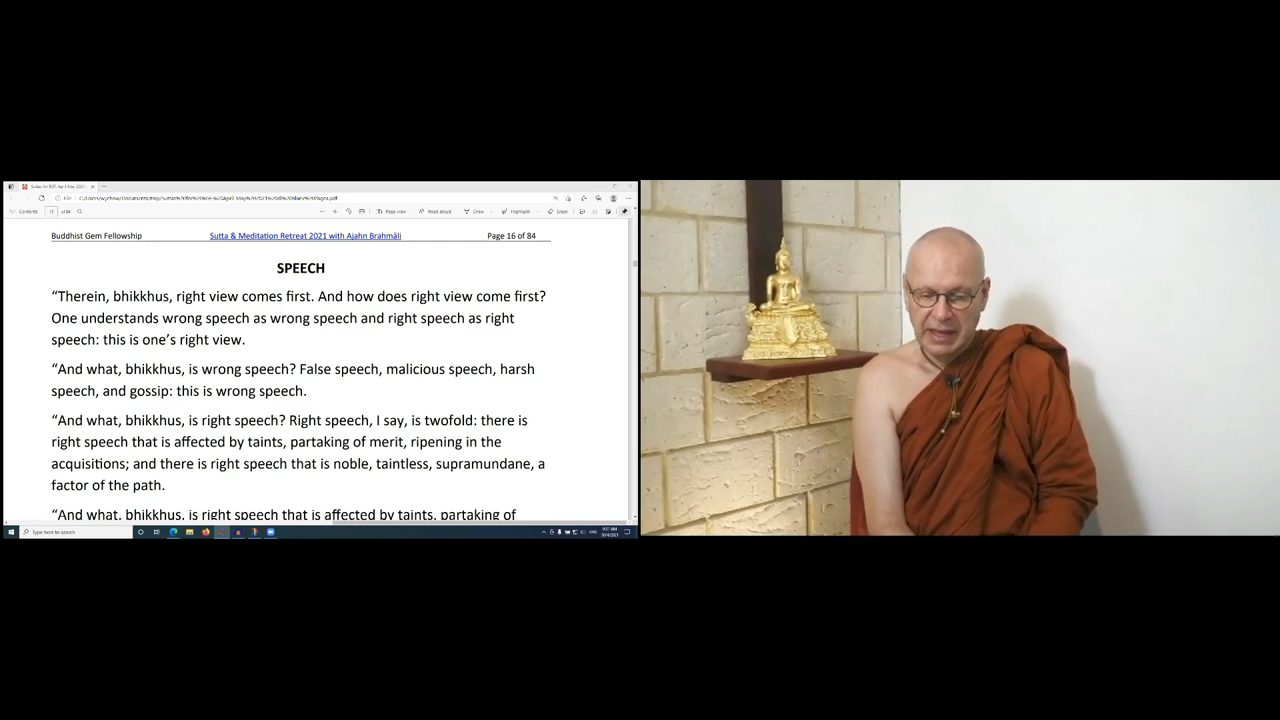 Buddhist Gem Fellowship Sutta & Meditation Retreat 2021 with Ajahn Brahmāli Page 16 of 84
SPEECH
“Therein, bhikkhus, right view comes first. And how does right view come first?
One understands wrong speech as wrong speech and right speech as right
speech: this is one’s right view.
“And what, bhikkhus, is wrong speech? False speech, malicious speech, harsh
speech, and gossip: this is wrong speech.
“And what, bhikkhus, is right speech? Right speech, I say, is twofold: there is
right speech that is affected by taints, partaking of merit, ripening in the
acquisitions; and there is right speech that is noble, taintless, supramundane, a
factor of the path.
“And what, bhikkhus, is right speech that is affected by taints, partaking of
Type here to search